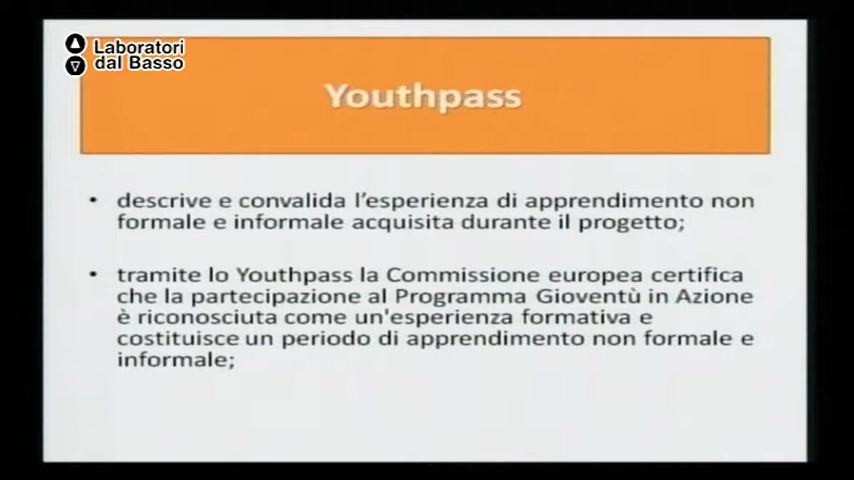 Laboratori
dal Basso
Youthpass
• descrive e convalida l'esperienza di apprendimento non
formale e informale acquisita durante il progetto;
• tramite lo Youthpass la Commissione europea certifica
che la partecipazione al Programma Gioventù in Azione
è riconosciuta come un'esperienza formativa e
costituisce un periodo di apprendimento non formale e
informale;